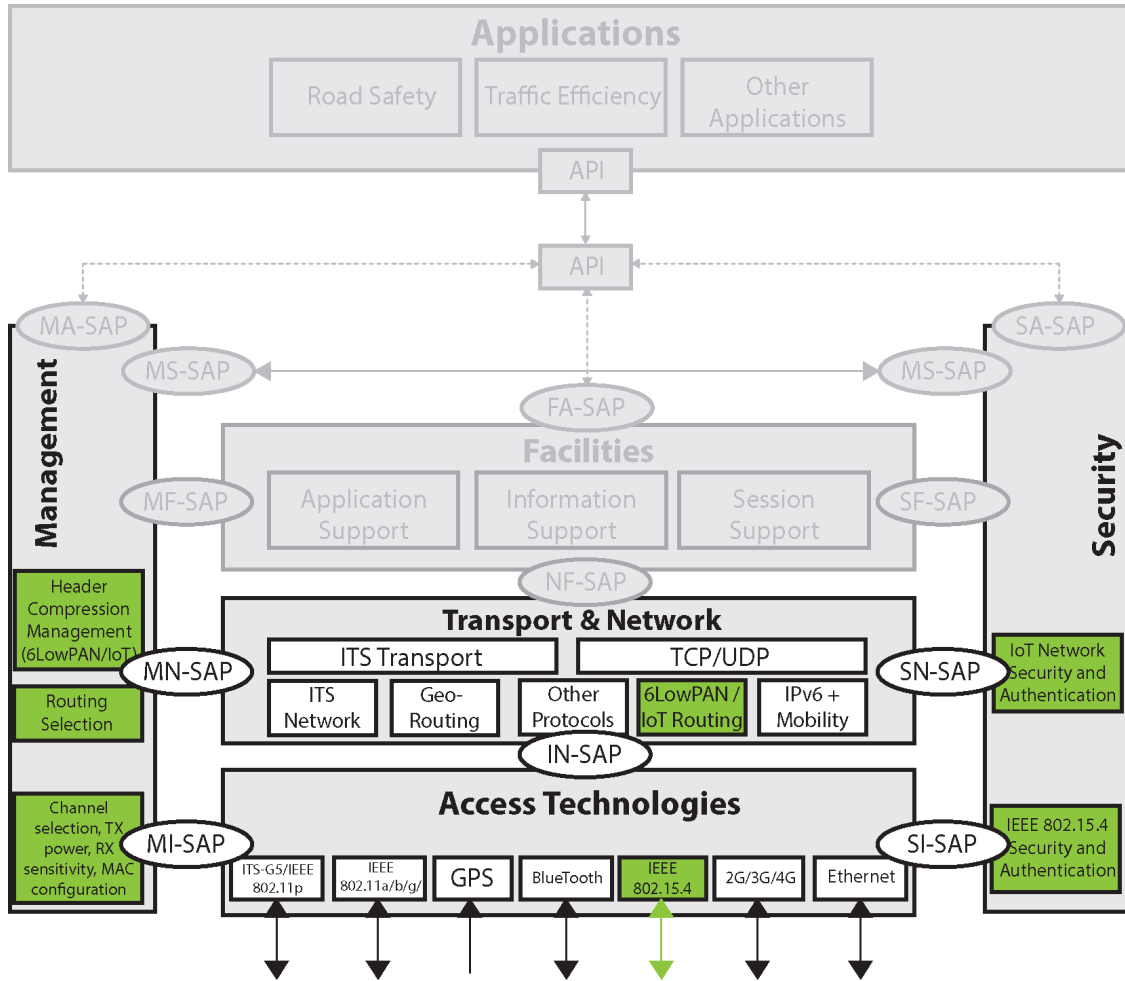 Applications
Road Safety
Traffic Efficiency
Other
Applications
API
API
MA-SAP
SA-SAP
MS-SAP
MS-SAP
FA-SAP
Management
Security
Facilities
MF-SAP
SF-SAP
Application
Support
Information
Support
Session
Support
NF-SAP
Header
Compression
Management
(6LowPAN/IoT)
Transport & Network
MN-SAP
ITS Transport
TCP/UDP
SN-SAP
IoT Network
Security and
Authentication
Routing
Selection
ITS
Network
Geo-
Routing
Other
Protocols
6LowPAN /
IoT Routing
IPv6 +
Mobility
IN-SAP
Access Technologies
Channel
selection, TX
power, RX
sensitivity, MAC
configuration
MI-SAP
SI-SAP
IEEE 802.15.4
Security and
Authentication
ITS-G5/IEEE
802.11p
IEEE
802.11a/b/g/
GPS
BlueTooth
IEEE
802.15.4
2G/3G/4G
Ethernet